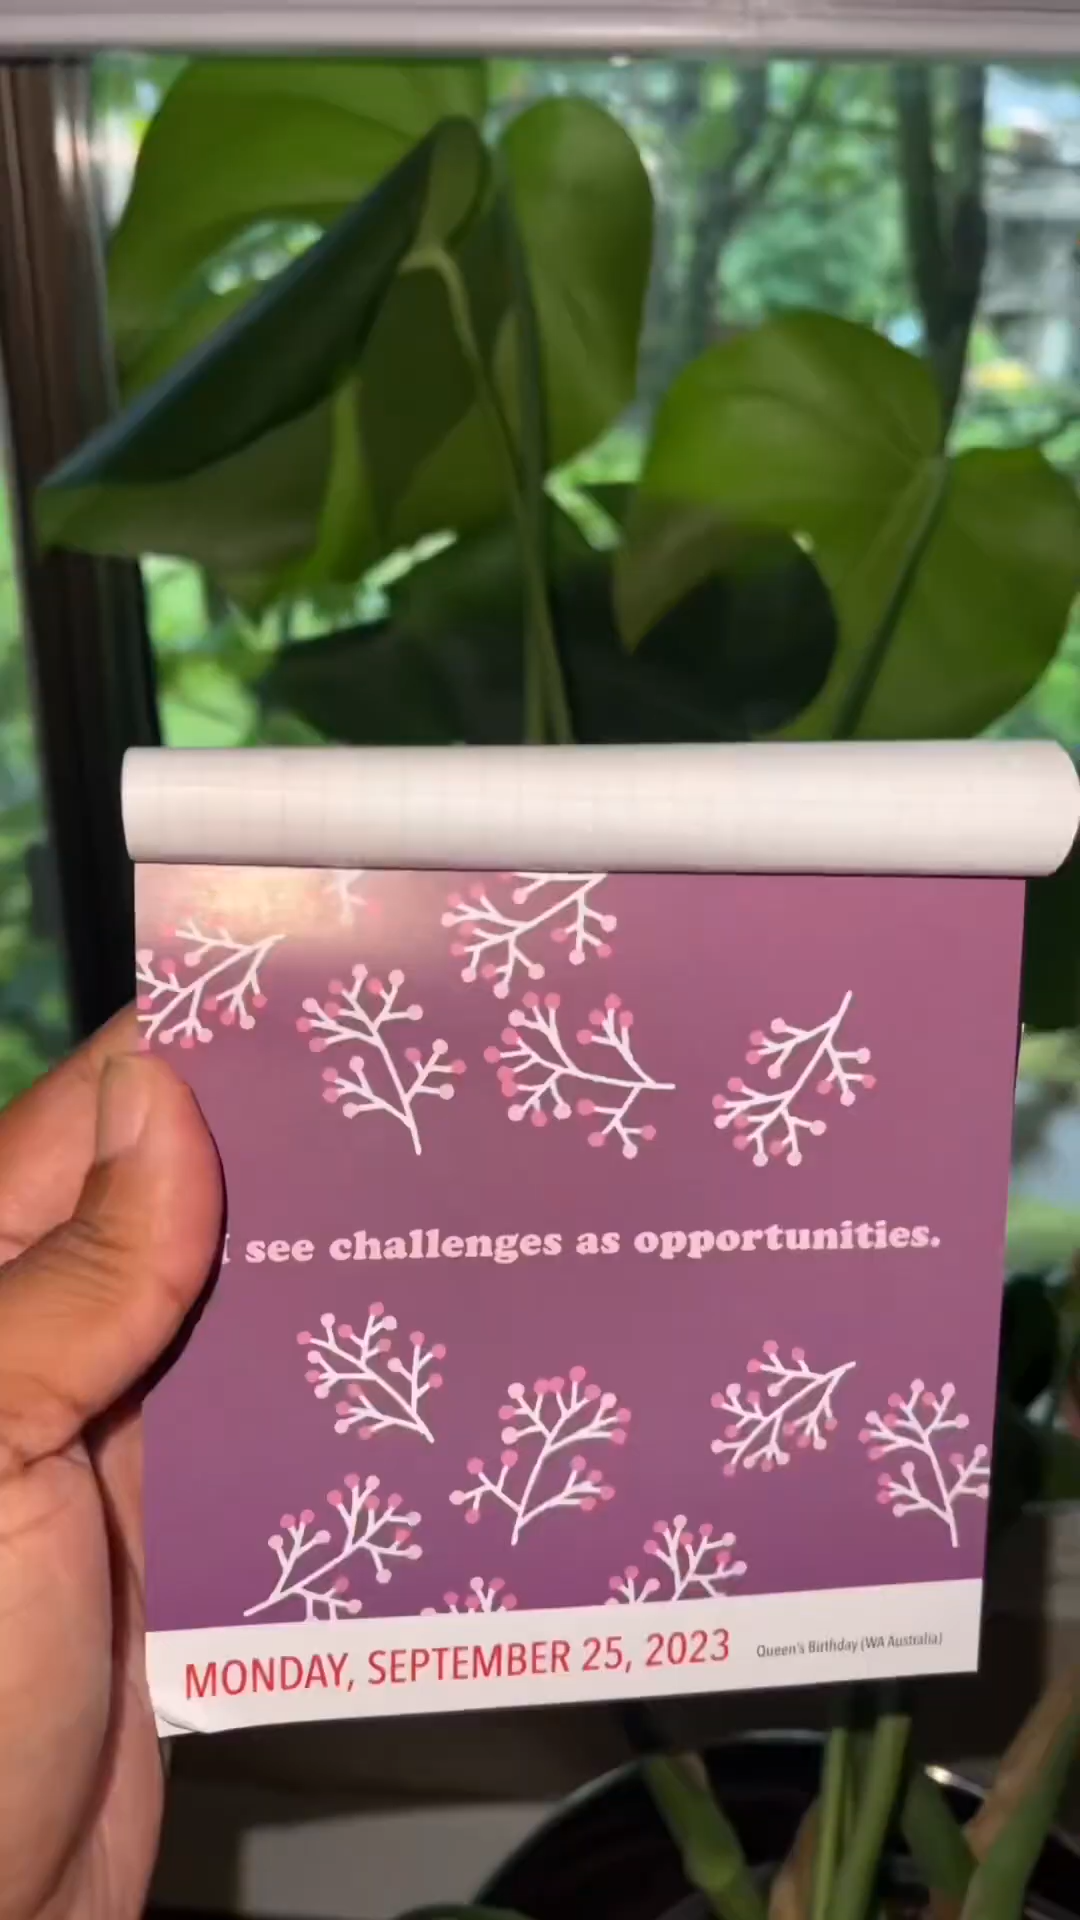 I see challenges as opportunities.
MONDAY, SEPTEMBER 25, 2023 Queen's Birthday (WA Australia)